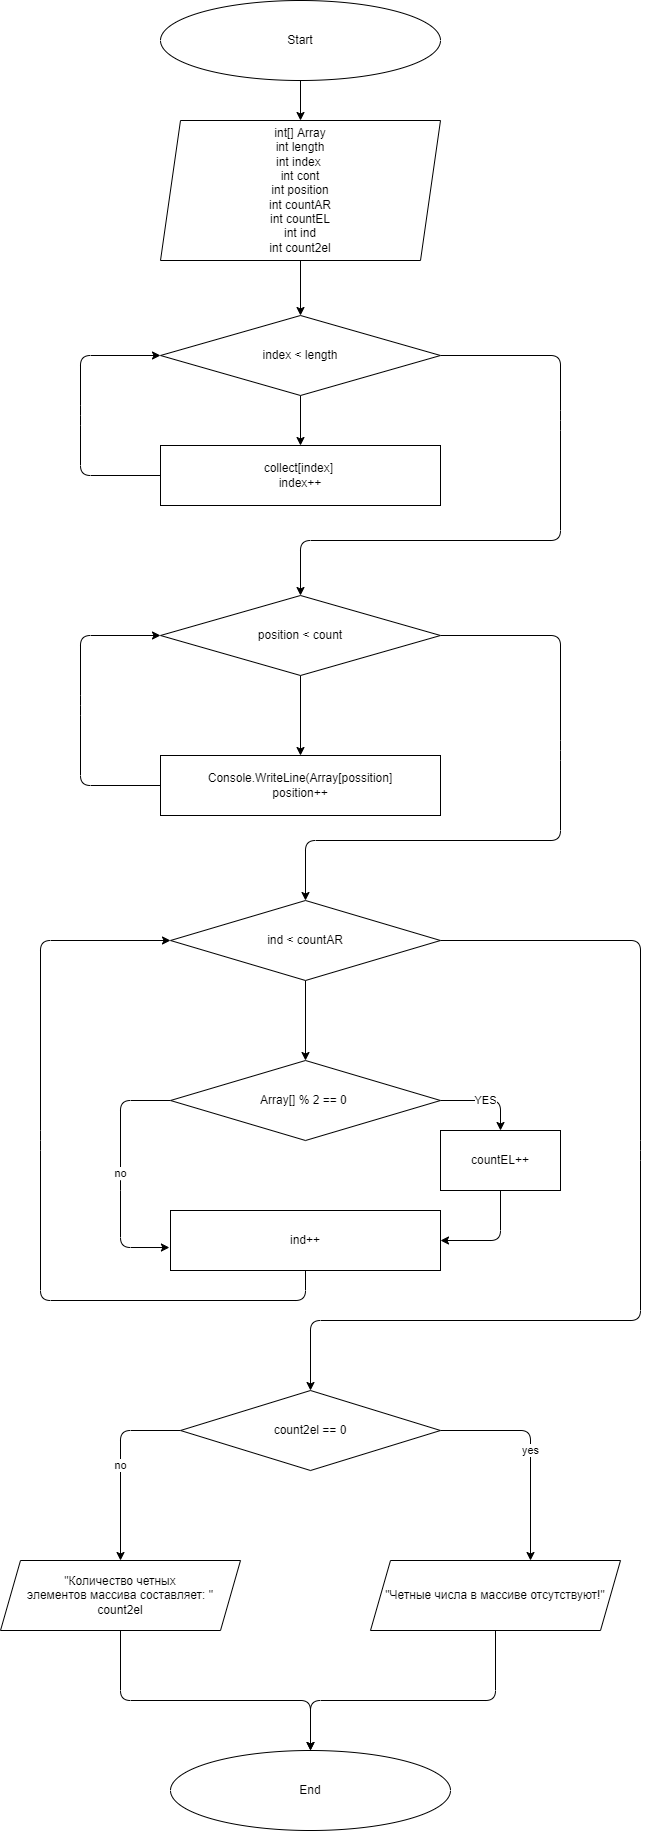 Start
int[] Array
int length
int index
int cont
int position
int countAR
int countEL
int ind
int count2el
index < length
collect[index]
index++
position < count
Console.WriteLine(Array[possition]
position++
ind < countAR
Array[] % 2 == 0
YES
countEL++
no
ind++
count2el == 0
no
yes
"Количество четных
элементов массива составляет: "
count2el
"Четные числа в массиве отсутствуют!"
End